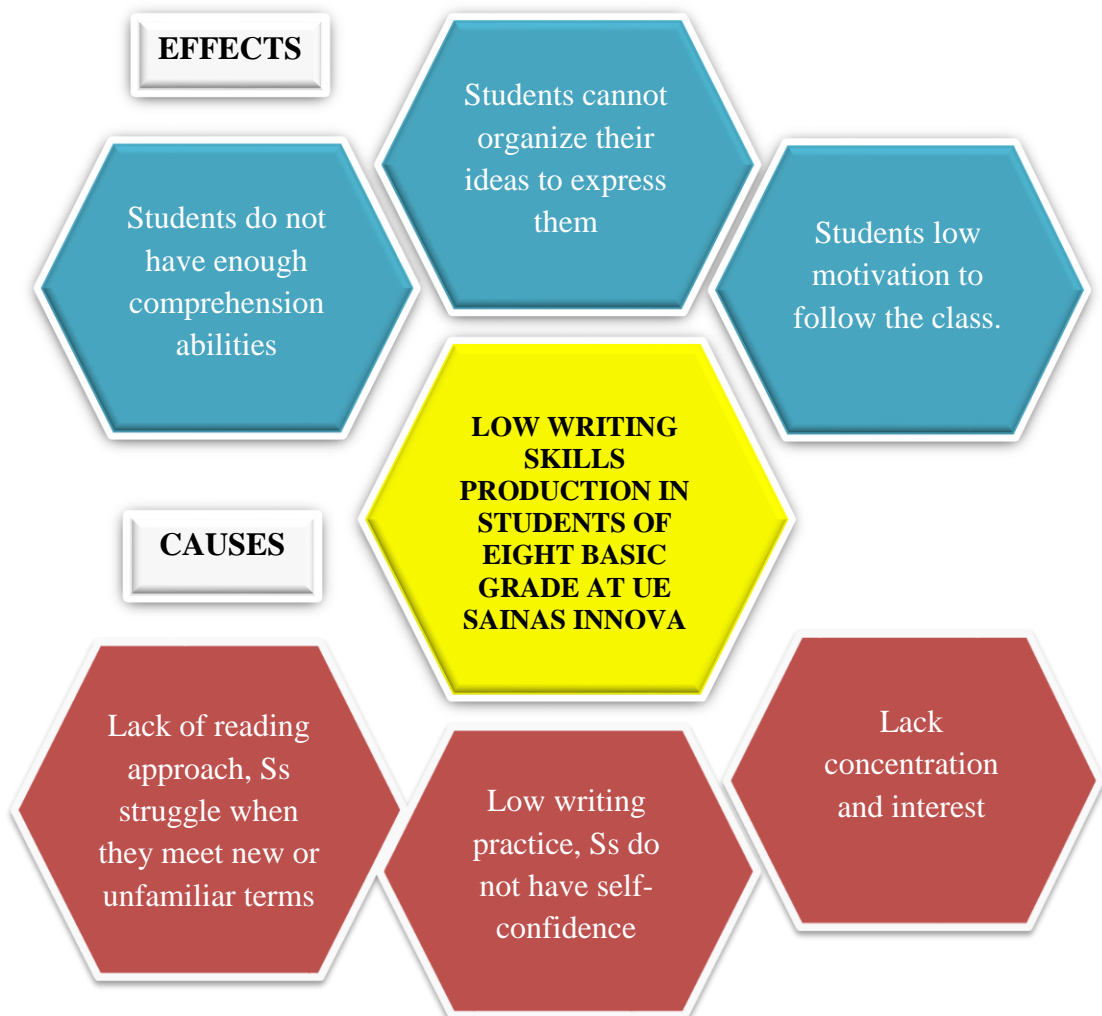 EFFECTS
Students cannot
organize their
ideas to express
them
Students do not
have enough
comprehension
abilities
Students low
motivation to
follow the class.
LOW WRITING
SKILLS
PRODUCTION IN
STUDENTS OF
EIGHT BASIC
GRADE AT UE
SAINAS INNOVA
CAUSES
Lack of reading
approach, Ss
struggle when
they meet new or
unfamiliar terms
Low writing
practice, Ss do
not have self-
confidence
Lack
concentration
and interest